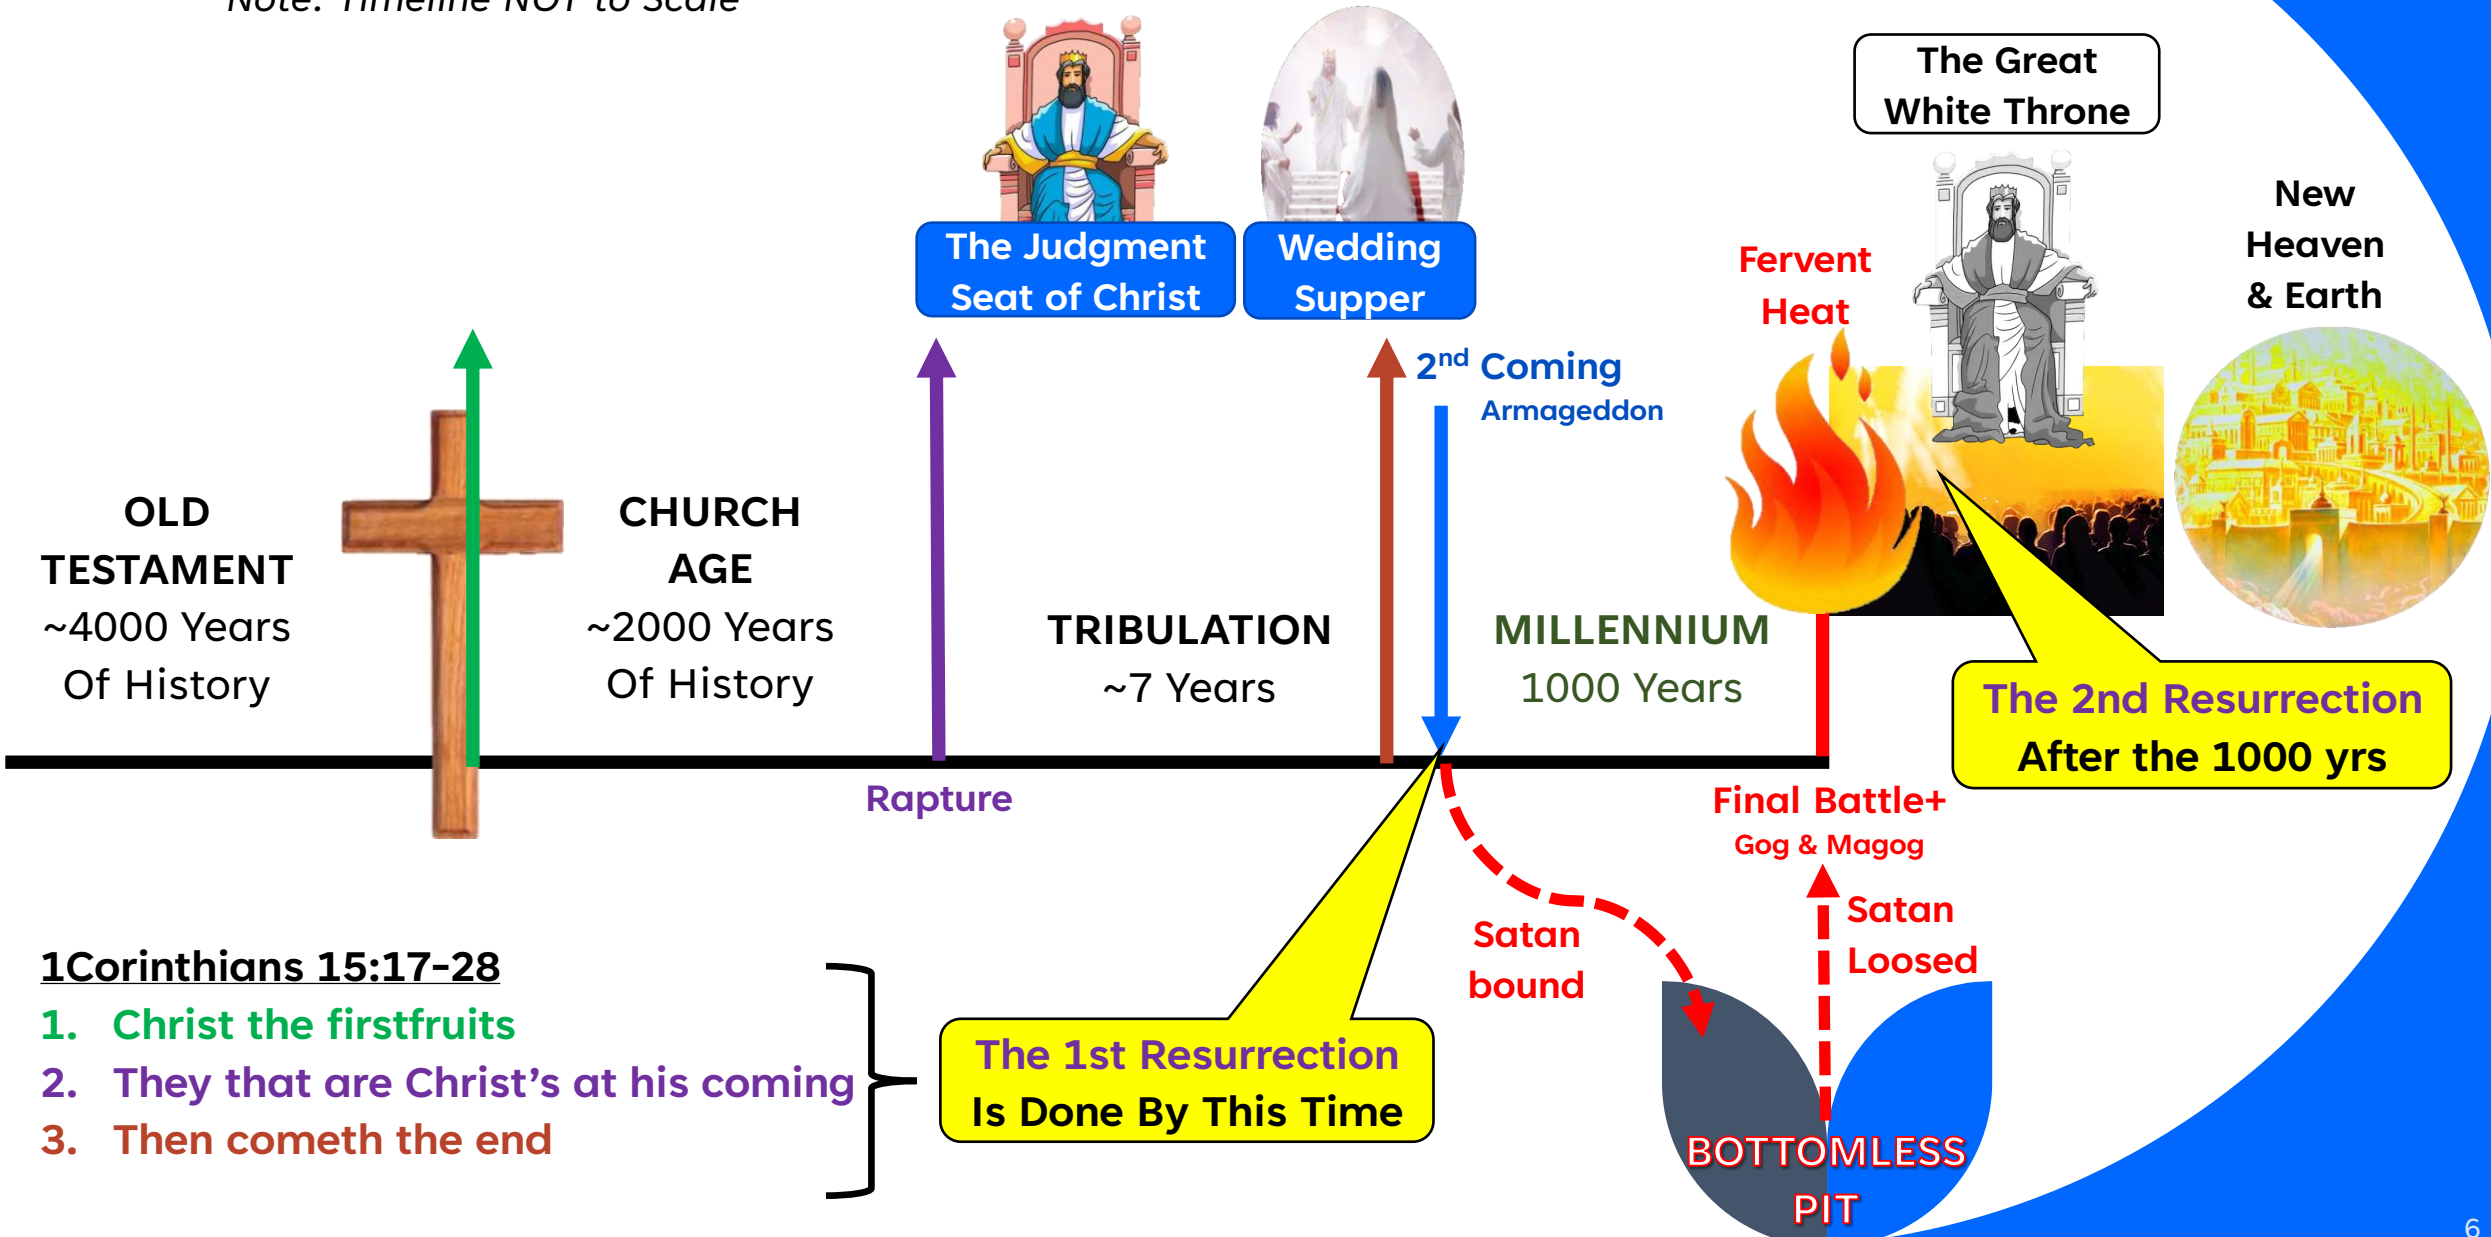 Note: Timeline NOT to Scale
The Great
White Throne
New
Heaven
& Earth
The Judgment
Seat of Christ
Wedding
Supper
Fervent
Heat
2nd Coming
Armageddon
OLD
TESTAMENT
~4000 Years
Of History
CHURCH
AGE
~2000 Years
Of History
TRIBULATION
~7 Years
MILLENNIUM
1000 Years
The 2nd Resurrection
After the 1000 yrs
Rapture
Final Battle+
Gog & Magog
Satan
Loosed
Satan
bound
1Corinthians 15:17-28
1. Christ the firstfruits
2. They that are Christ’s at his coming
3. Then cometh the end
The 1st Resurrection
Is Done By This Time
BOTTOMLESS
PIT
6